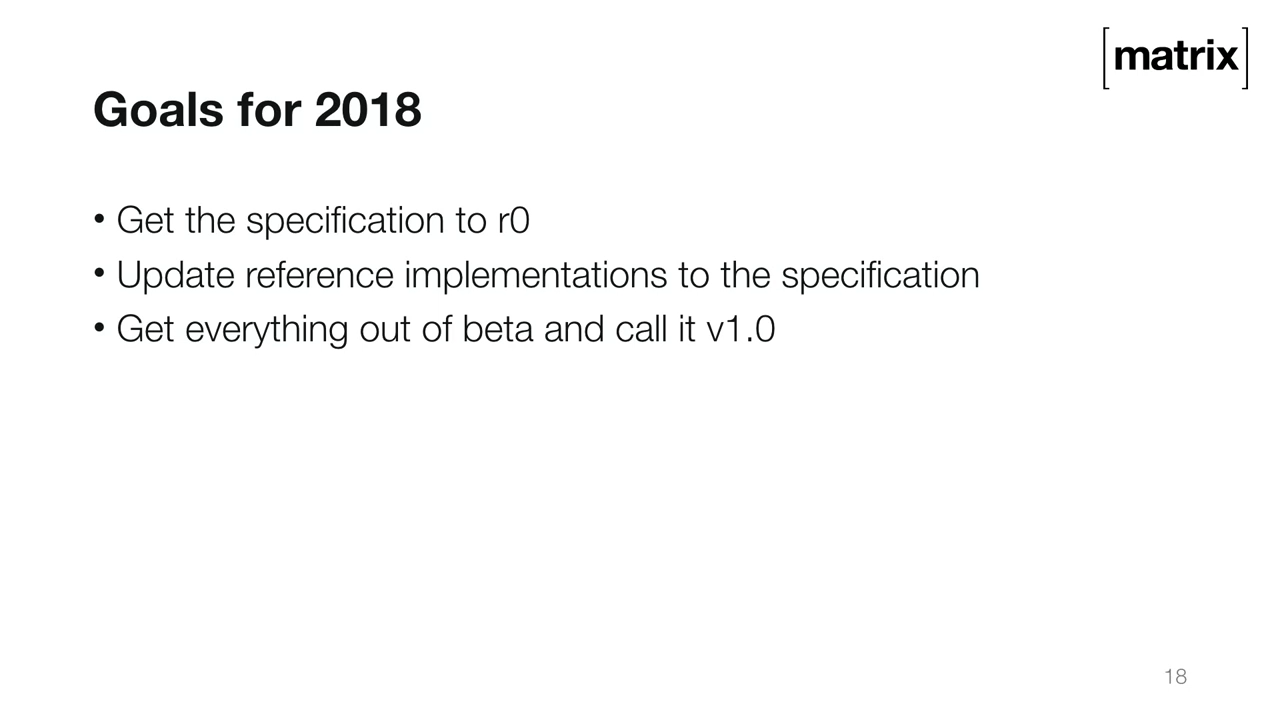 [matrix]
Goals for 2018
• Get the specification to r0
• Update reference implementations to the specification
• Get everything out of beta and call it v1.0
18